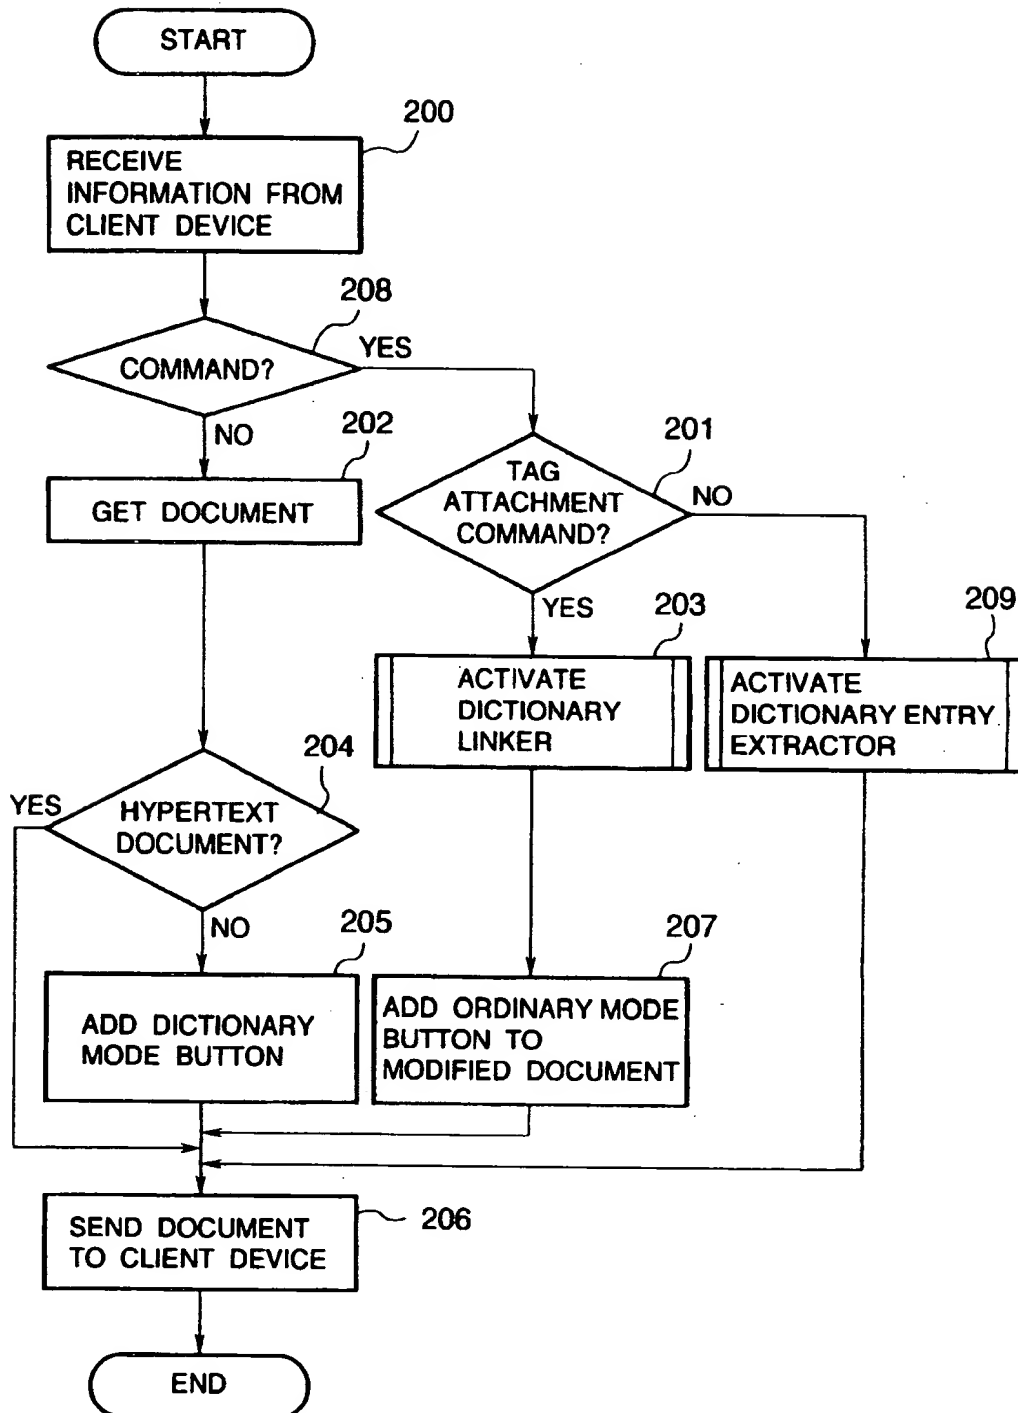 START
200
RECEIVE
INFORMATION FROM
CLIENT DEVICE
208
COMMAND?
YES
NO
202
GET DOCUMENT
201
TAG
ATTACHMENT
COMMAND?
NO
YES
203
ACTIVATE
DICTIONARY
LINKER
209
ACTIVATE
DICTIONARY ENTRY
EXTRACTOR
204
YES
HYPERTEXT
DOCUMENT?
NO
205
ADD DICTIONARY
MODE BUTTON
207
ADD ORDINARY MODE
BUTTON TO
MODIFIED DOCUMENT
206
SEND DOCUMENT
TO CLIENT DEVICE
END